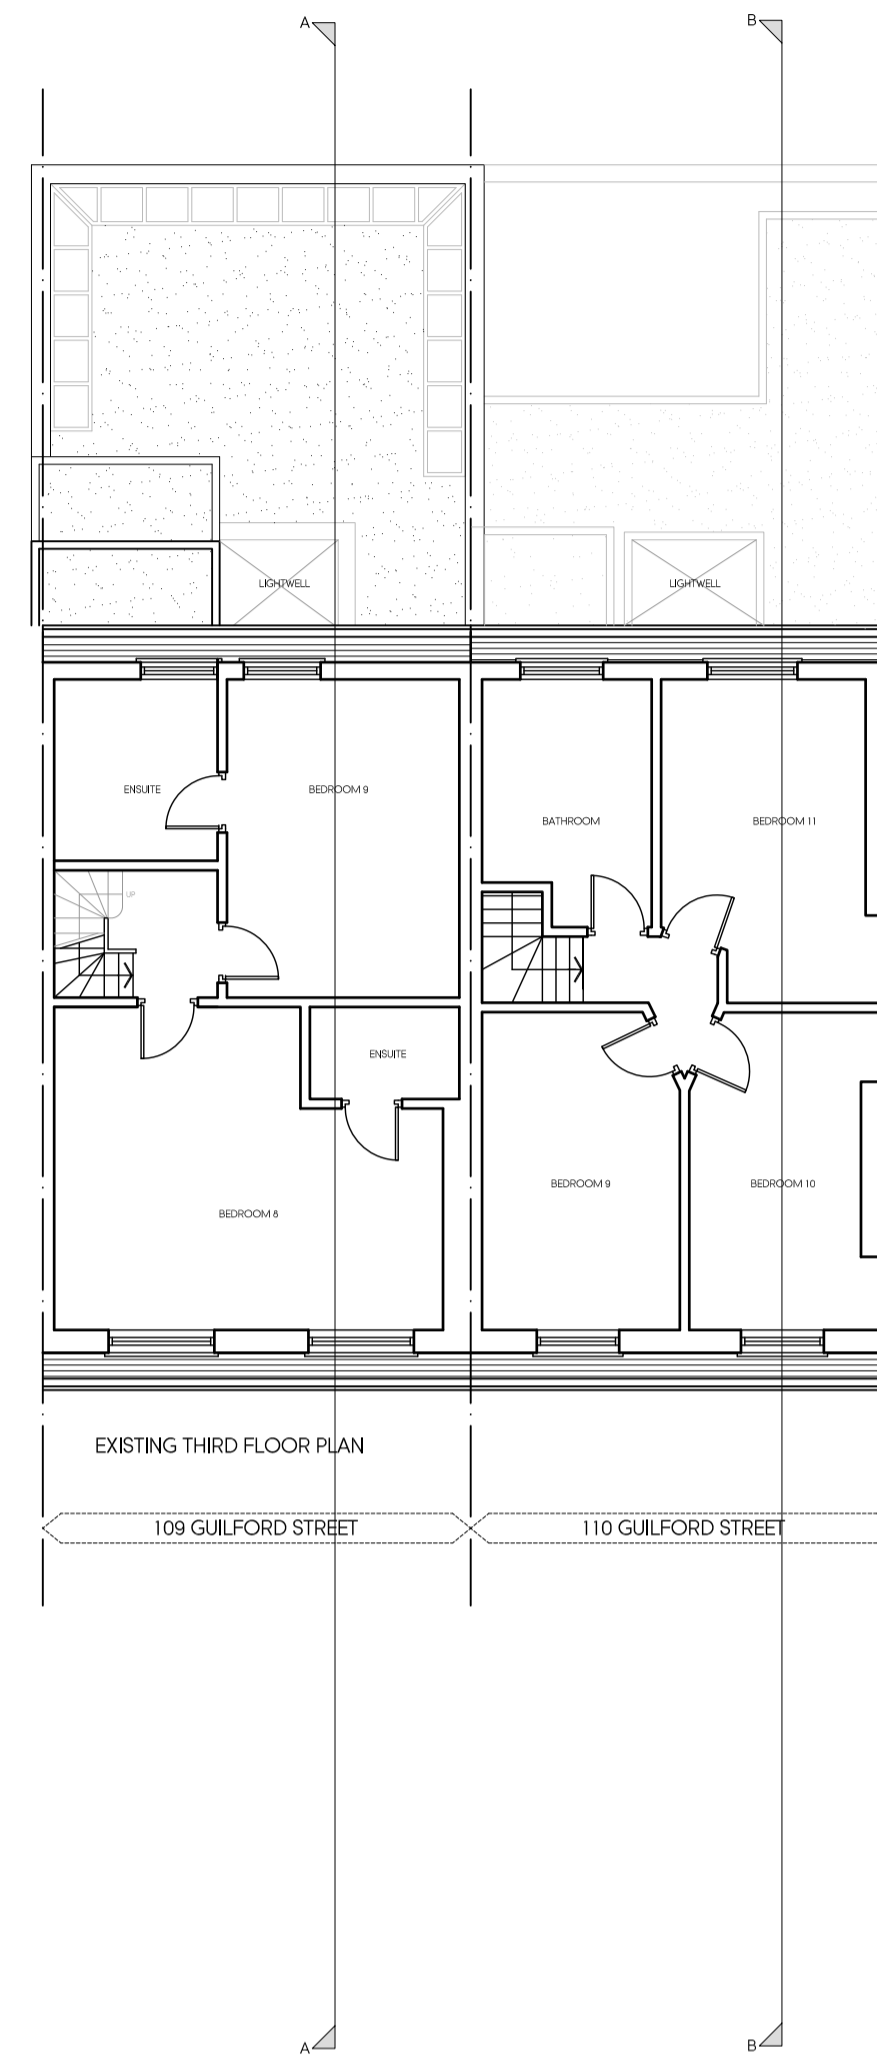 A
B
LIGHTWELL
LIGHTWELL
ENSUITE
BEDROOM 9
BATHROOM
BEDROOM 11
UP
ENSUITE
BEDROOM 9
BEDROOM 10
BEDROOM 8
EXISTING THIRD FLOOR PLAN
109 GUILFORD STREET
110 GUILFORD STREET
A
B